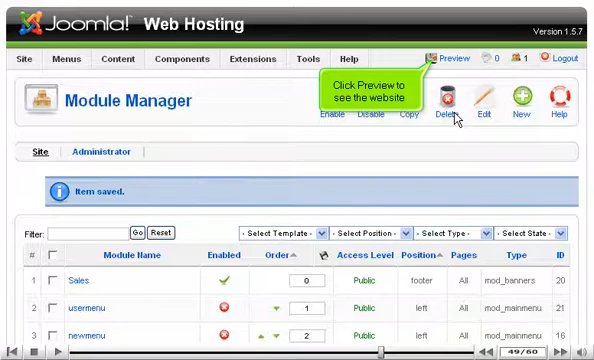 Joomla!™ Web Hosting
Version 1.5.7
Site Menus Content Components Extensions Tools Help Preview 0 1 Logout
Click Preview to
see the website
Module Manager
Enable Disable Copy Delete Edit New Help
Site Administrator
Item saved.
Filter: Go Reset - Select Template - - Select Position - - Select Type - - Select State -
# Module Name Enabled Order Access Level Position Pages Type ID
1 Sales 0 Public footer All mod_banners 20
2 usermenu 1 Public left All mod_mainmenu 21
3 newmenu 2 Public left All mod_mainmenu 16
49/60